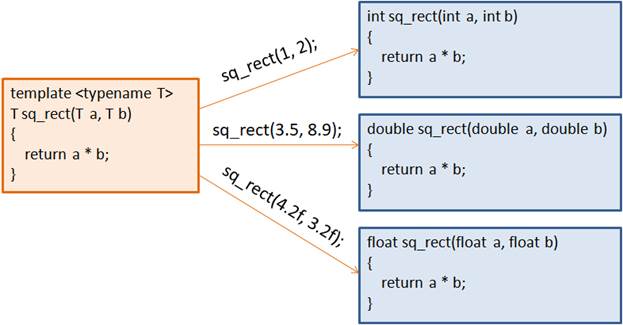 template <typename T>
T sq_rect(T a, T b)
{
return a * b;
}
sq_rect(1, 2);
sq_rect(3.5, 8.9);
sq_rect(4.2f, 3.2f);
int sq_rect(int a, int b)
{
return a * b;
}
double sq_rect(double a, double b)
{
return a * b;
}
float sq_rect(float a, float b)
{
return a * b;
}